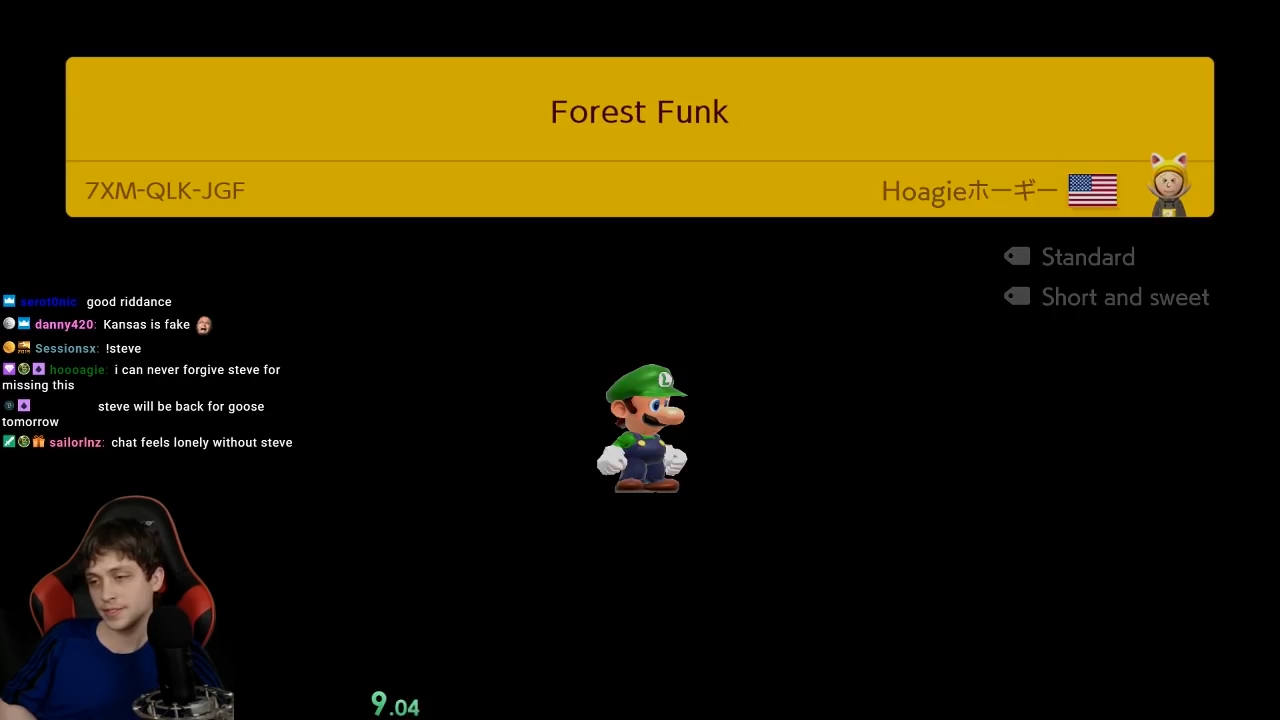 Forest Funk
7XM-QLK-JGF
Hoagieホーギー
Standard
Short and sweet
serot0nic: good riddance
danny420: Kansas is fake
Sessionsx: !steve
hoooagie: i can never forgive steve for
missing this
steve will be back for goose
tomorrow
sailorlnz: chat feels lonely without steve
L
9.04